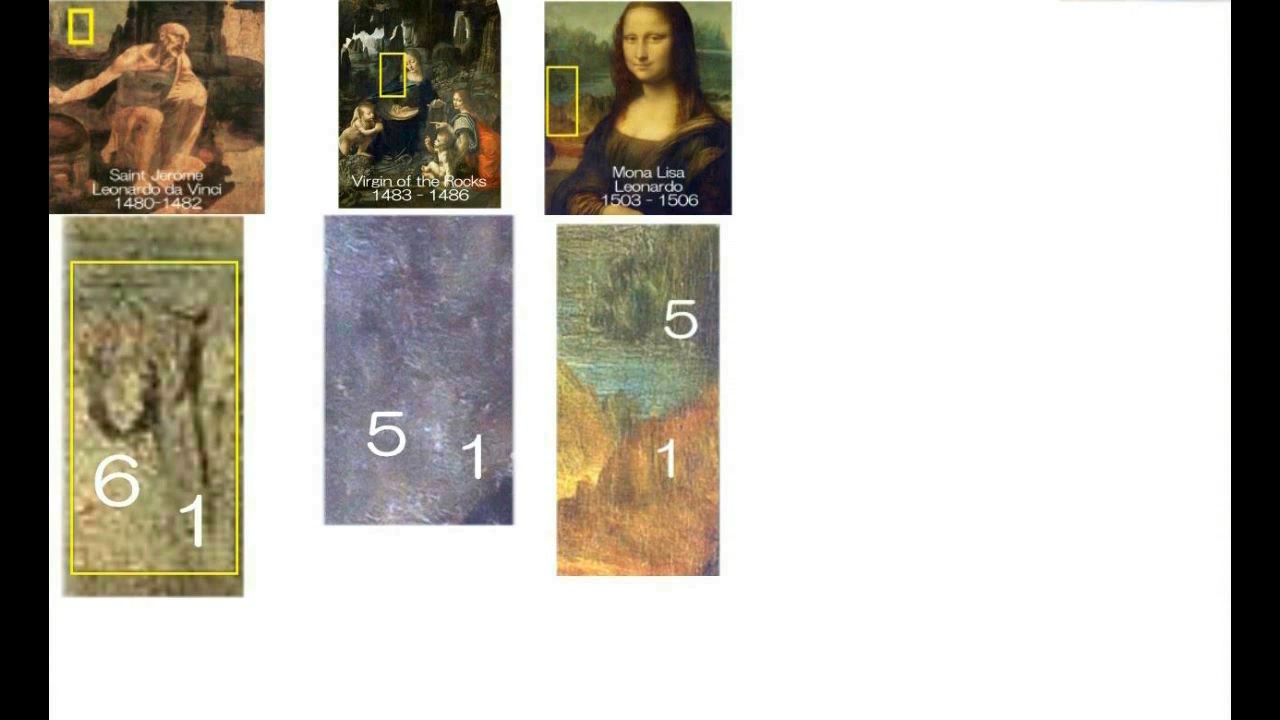 Saint Jerome
Leonardo da Vinci
1480-1482
Virgin of the Rocks
1483 - 1486
Mona Lisa
Leonardo
1503 - 1506
6
1
5
1
5
1